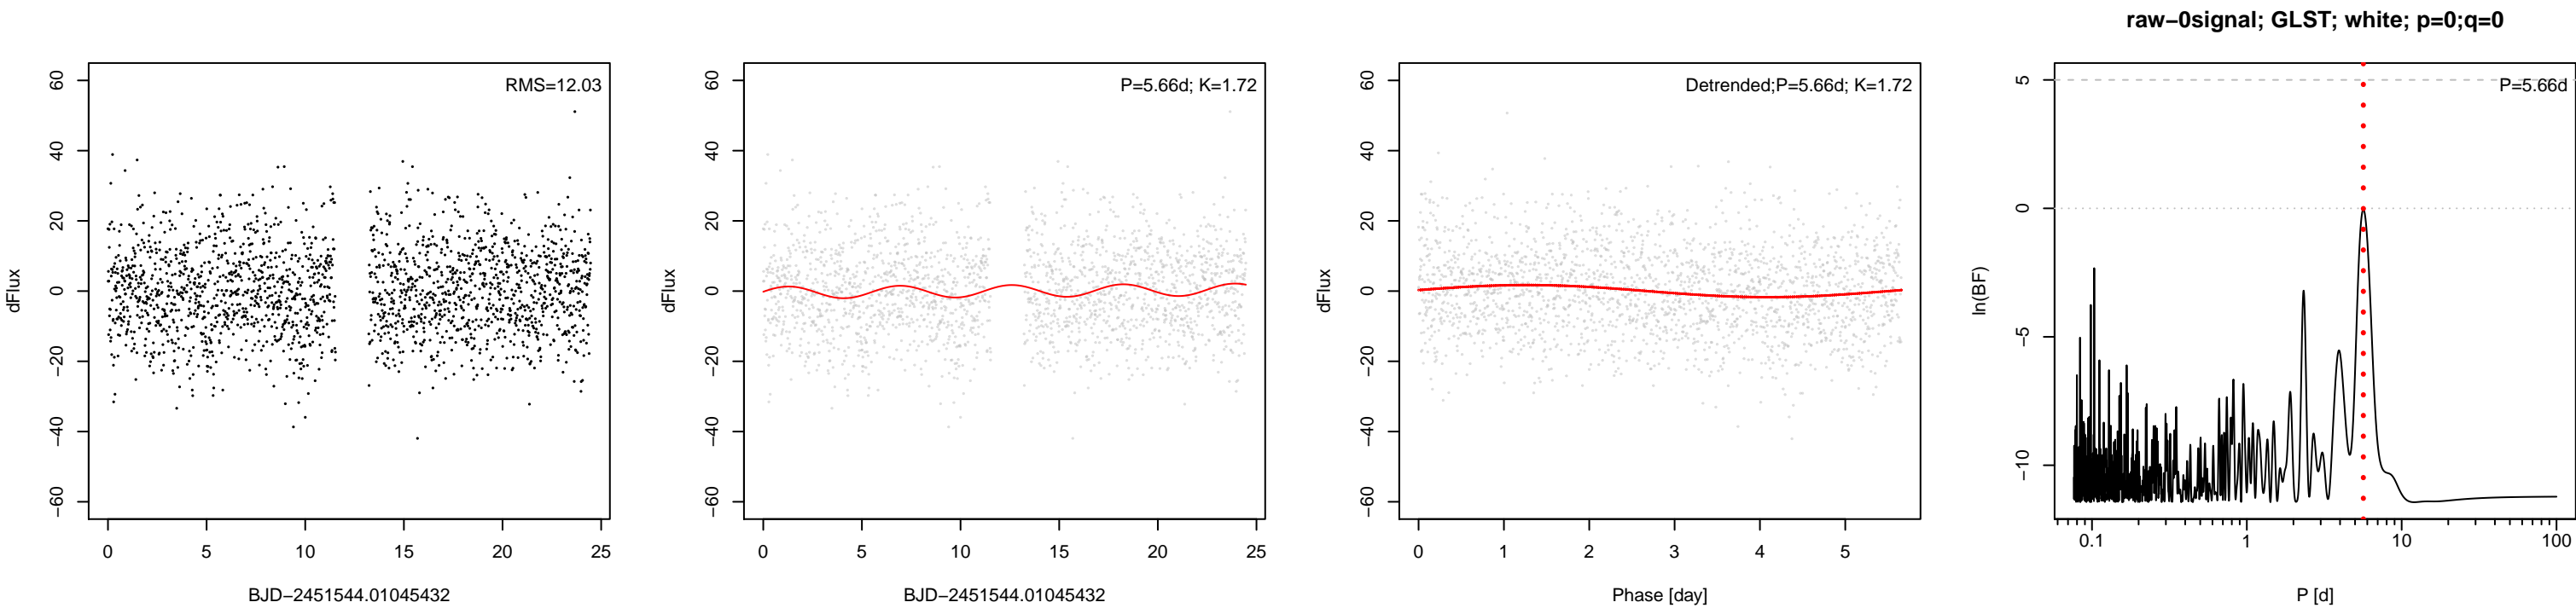 raw−0signal; GLST; white; p=0;q=0
RMS=12.03
dFlux
−60 −40 −20 0 20 40 60
0 5 10 15 20 25
BJD−2451544.01045432
P=5.66d; K=1.72
dFlux
−60 −40 −20 0 20 40 60
0 5 10 15 20 25
BJD−2451544.01045432
Detrended;P=5.66d; K=1.72
dFlux
−60 −40 −20 0 20 40 60
0 1 2 3 4 5
Phase [day]
P=5.66d
ln(BF)
−10 −5 0 5
0.1 1 10 100
P [d]